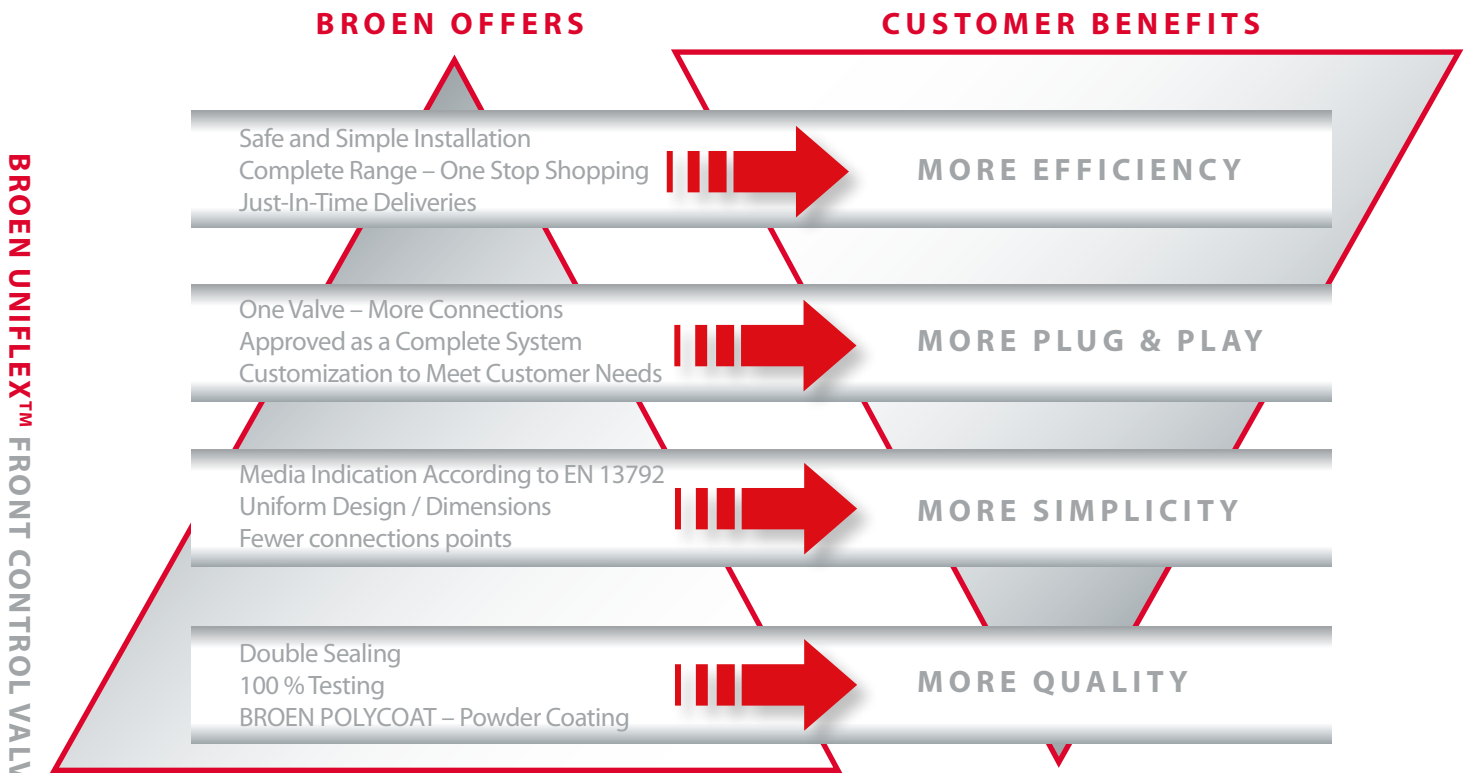 BROEN OFFERS
CUSTOMER BENEFITS
Safe and Simple Installation
Complete Range – One Stop Shopping
Just-In-Time Deliveries
MORE EFFICIENCY
One Valve – More Connections
Approved as a Complete System
Customization to Meet Customer Needs
MORE PLUG & PLAY
Media Indication According to EN 13792
Uniform Design / Dimensions
Fewer connections points
MORE SIMPLICITY
Double Sealing
100 % Testing
BROEN POLYCOAT – Powder Coating
MORE QUALITY
BROEN UNIFLEX™ FRONT CONTROL